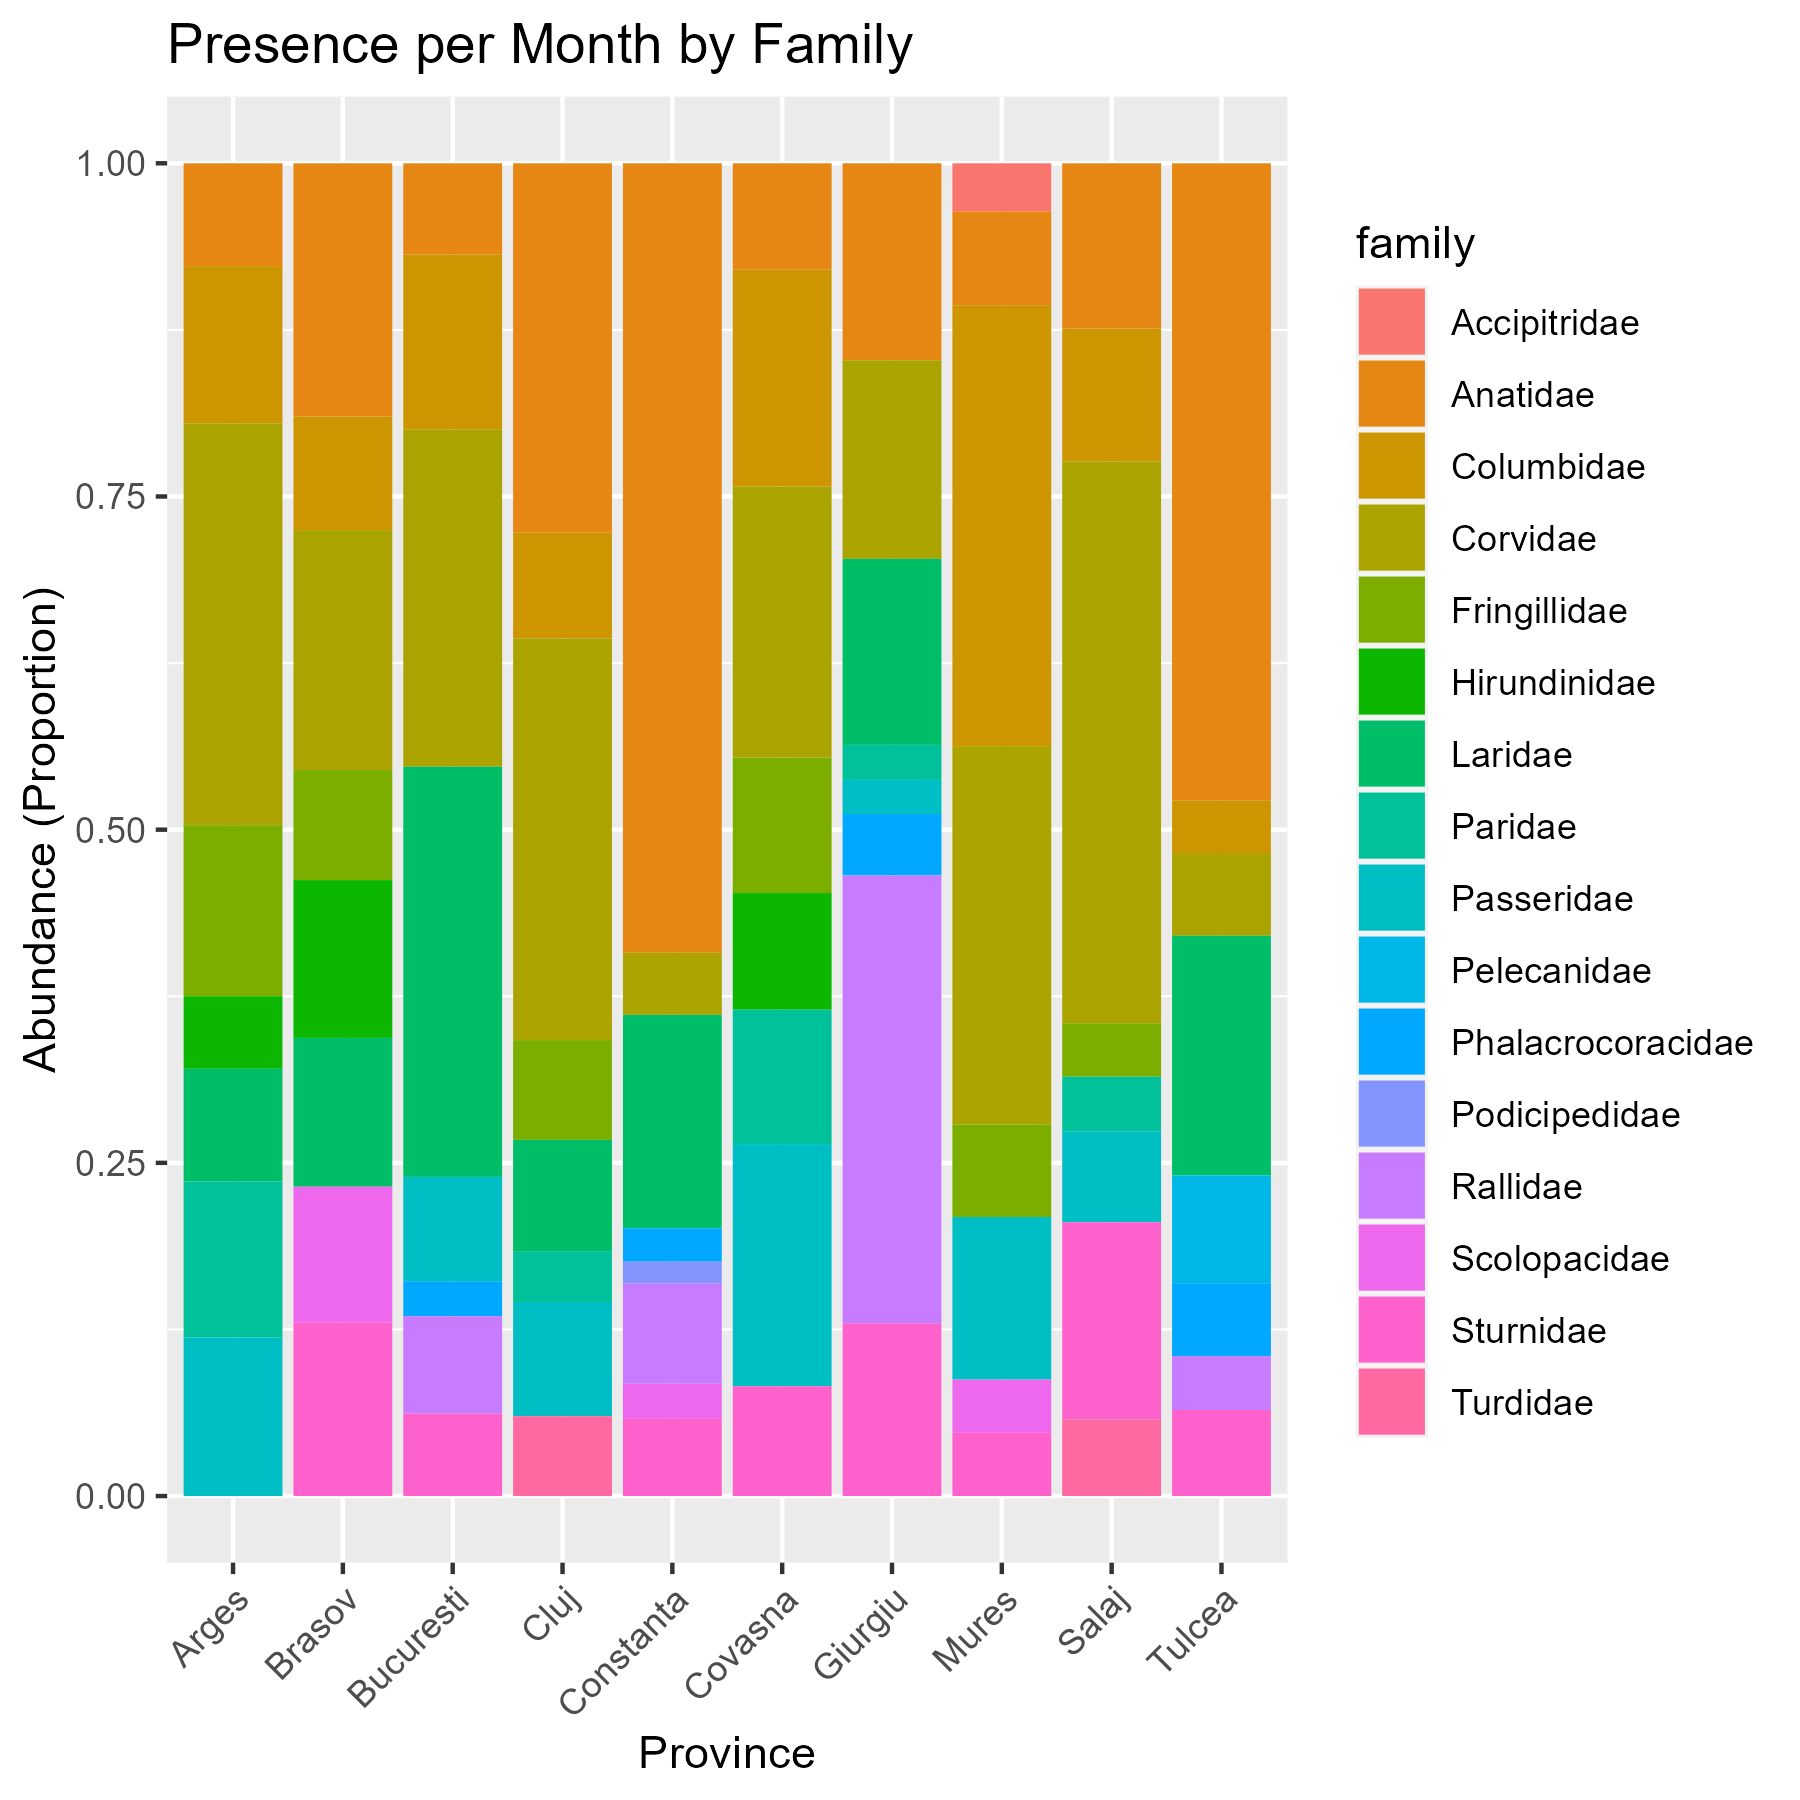 Presence per Month by Family
Abundance (Proportion)
1.00
0.75
0.50
0.25
0.00
Arges
Brasov
Bucuresti
Cluj
Constanta
Covasna
Giurgiu
Mures
Salaj
Tulcea
Province
family
Accipitridae
Anatidae
Columbidae
Corvidae
Fringillidae
Hirundinidae
Laridae
Paridae
Passeridae
Pelecanidae
Phalacrocoracidae
Podicipedidae
Rallidae
Scolopacidae
Sturnidae
Turdidae